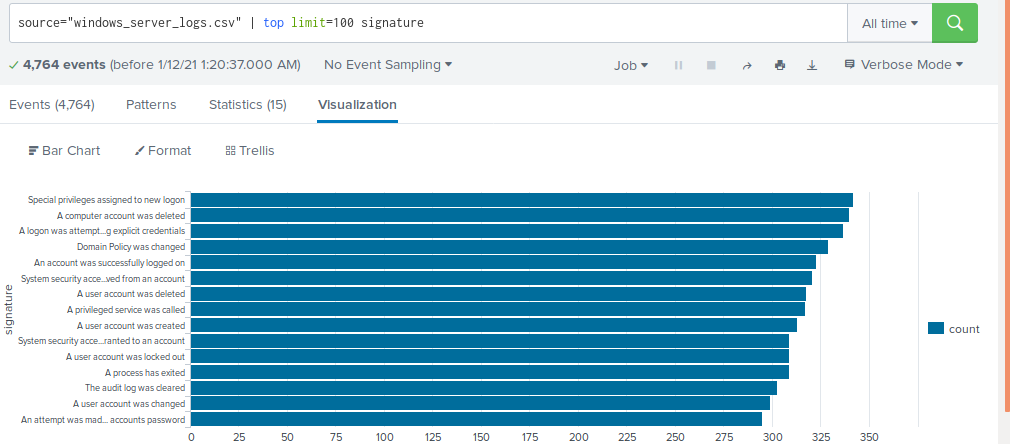 source="windows_server_logs.csv" | top limit=100 signature
All time
4,764 events (before 1/12/21 1:20:37.000 AM)
No Event Sampling
Job
Verbose Mode
Events (4,764)
Patterns
Statistics (15)
Visualization
Bar Chart
Format
Trellis
signature
Special privileges assigned to new logon
A computer account was deleted
A logon was attempt...g explicit credentials
Domain Policy was changed
An account was successfully logged on
System security acce...ved from an account
A user account was deleted
A privileged service was called
A user account was created
System security acce...ranted to an account
A user account was locked out
A process has exited
The audit log was cleared
A user account was changed
An attempt was mad... accounts password
count
0 25 50 75 100 125 150 175 200 225 250 275 300 325 350